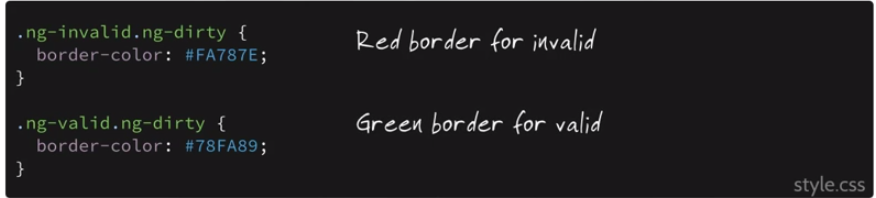 .ng-invalid.ng-dirty {
border-color: #FA787E;
}
Red border for invalid
.ng-valid.ng-dirty {
border-color: #78FA89;
}
Green border for valid
style.css